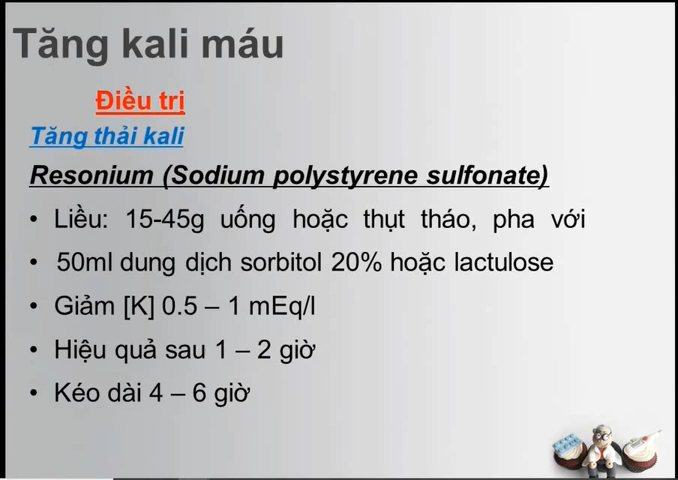 Tăng kali máu
Điều trị
Tăng thải kali
Resonium (Sodium polystyrene sulfonate)
• Liều: 15-45g uống hoặc thụt tháo, pha với
• 50ml dung dịch sorbitol 20% hoặc lactulose
• Giảm [K] 0.5 – 1 mEq/l
• Hiệu quả sau 1 – 2 giờ
• Kéo dài 4 – 6 giờ